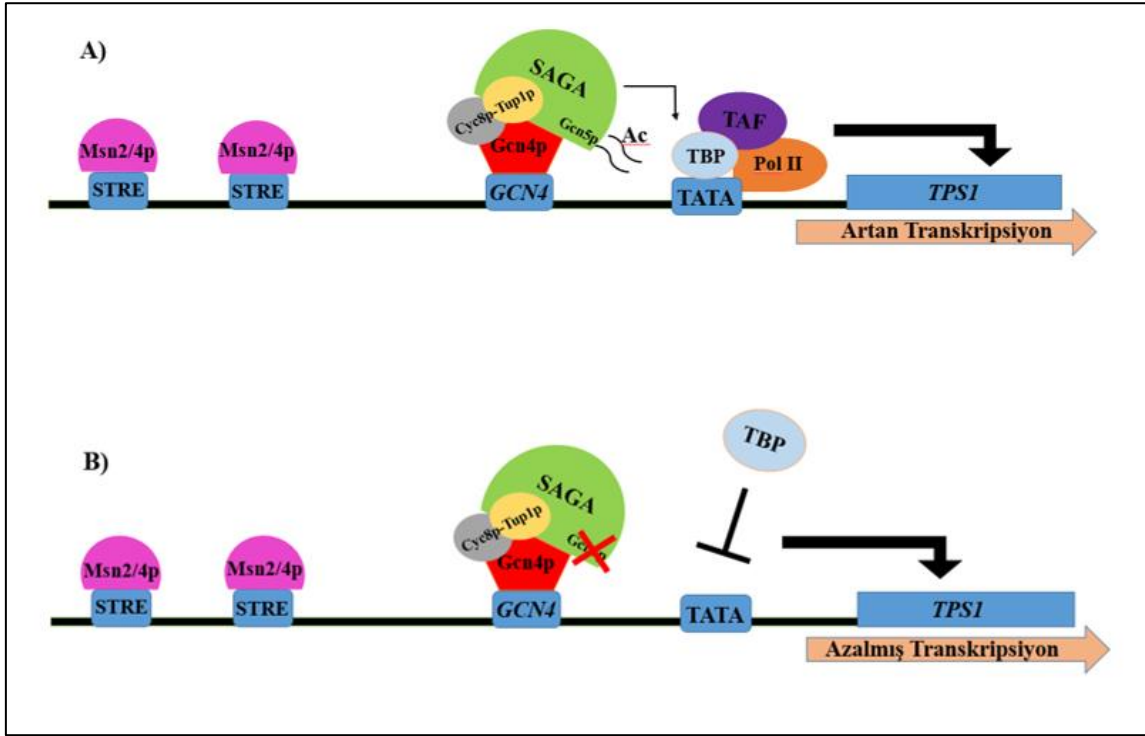 A)
SAGA
Cyc8p-Tup1p
Gcn5p
Ac
Gcn4p
Msn2/4p
Msn2/4p
TAF
TBP
Pol II
STRE
STRE
GCN4
TATA
TPS1
Artan Transkripsiyon
B)
TBP
SAGA
Cyc8p-Tup1p
Gcn4p
Msn2/4p
Msn2/4p
STRE
STRE
GCN4
TATA
TPS1
Azalmış Transkripsiyon